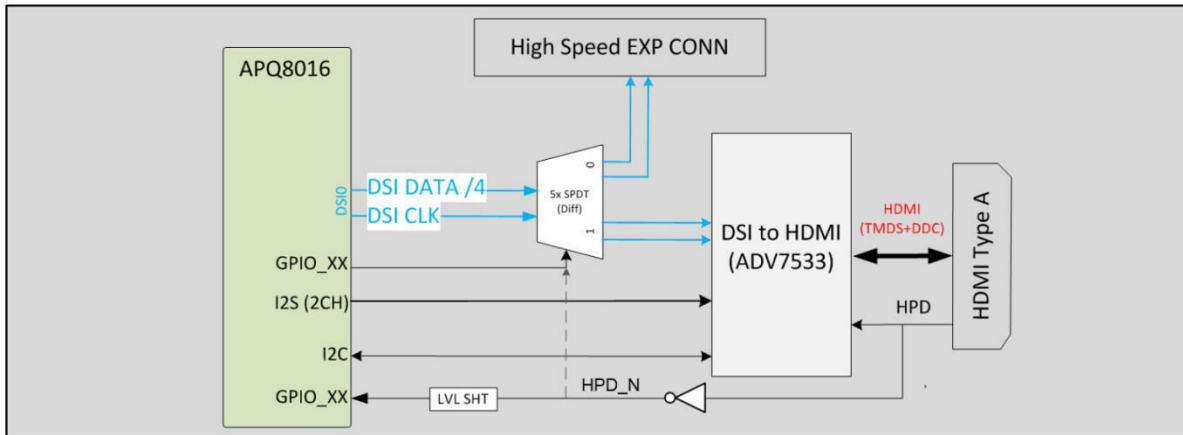 High Speed EXP CONN
APQ8016
DSI0
DSI DATA /4
DSI CLK
5x SPDT
(Diff)
0
1
DSI to HDMI
(ADV7533)
HDMI
(TMDS+DDC)
HDMI Type A
GPIO_XX
I2S (2CH)
HPD
I2C
GPIO_XX
LVL SHT
HPD_N